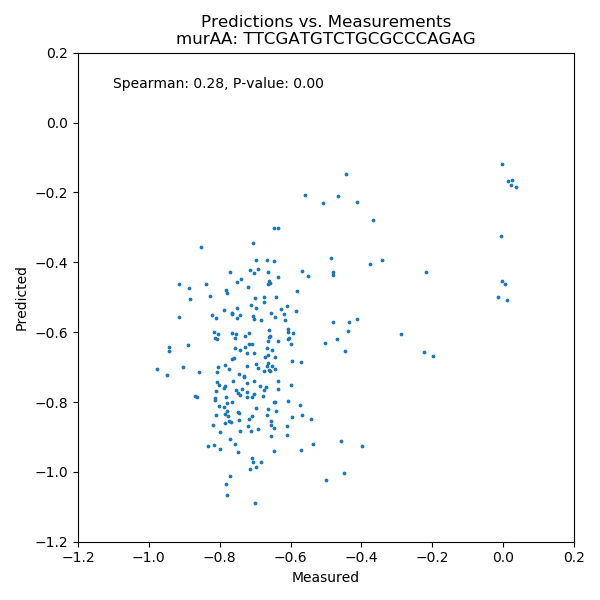 Predictions vs. Measurements
murAA: TTCGATGTCTGCGCCCAGAG
Spearman: 0.28, P-value: 0.00
0.2
0.0
−0.2
−0.4
−0.6
−0.8
−1.0
−1.2
Predicted
−1.2 −1.0 −0.8 −0.6 −0.4 −0.2 0.0 0.2
Measured